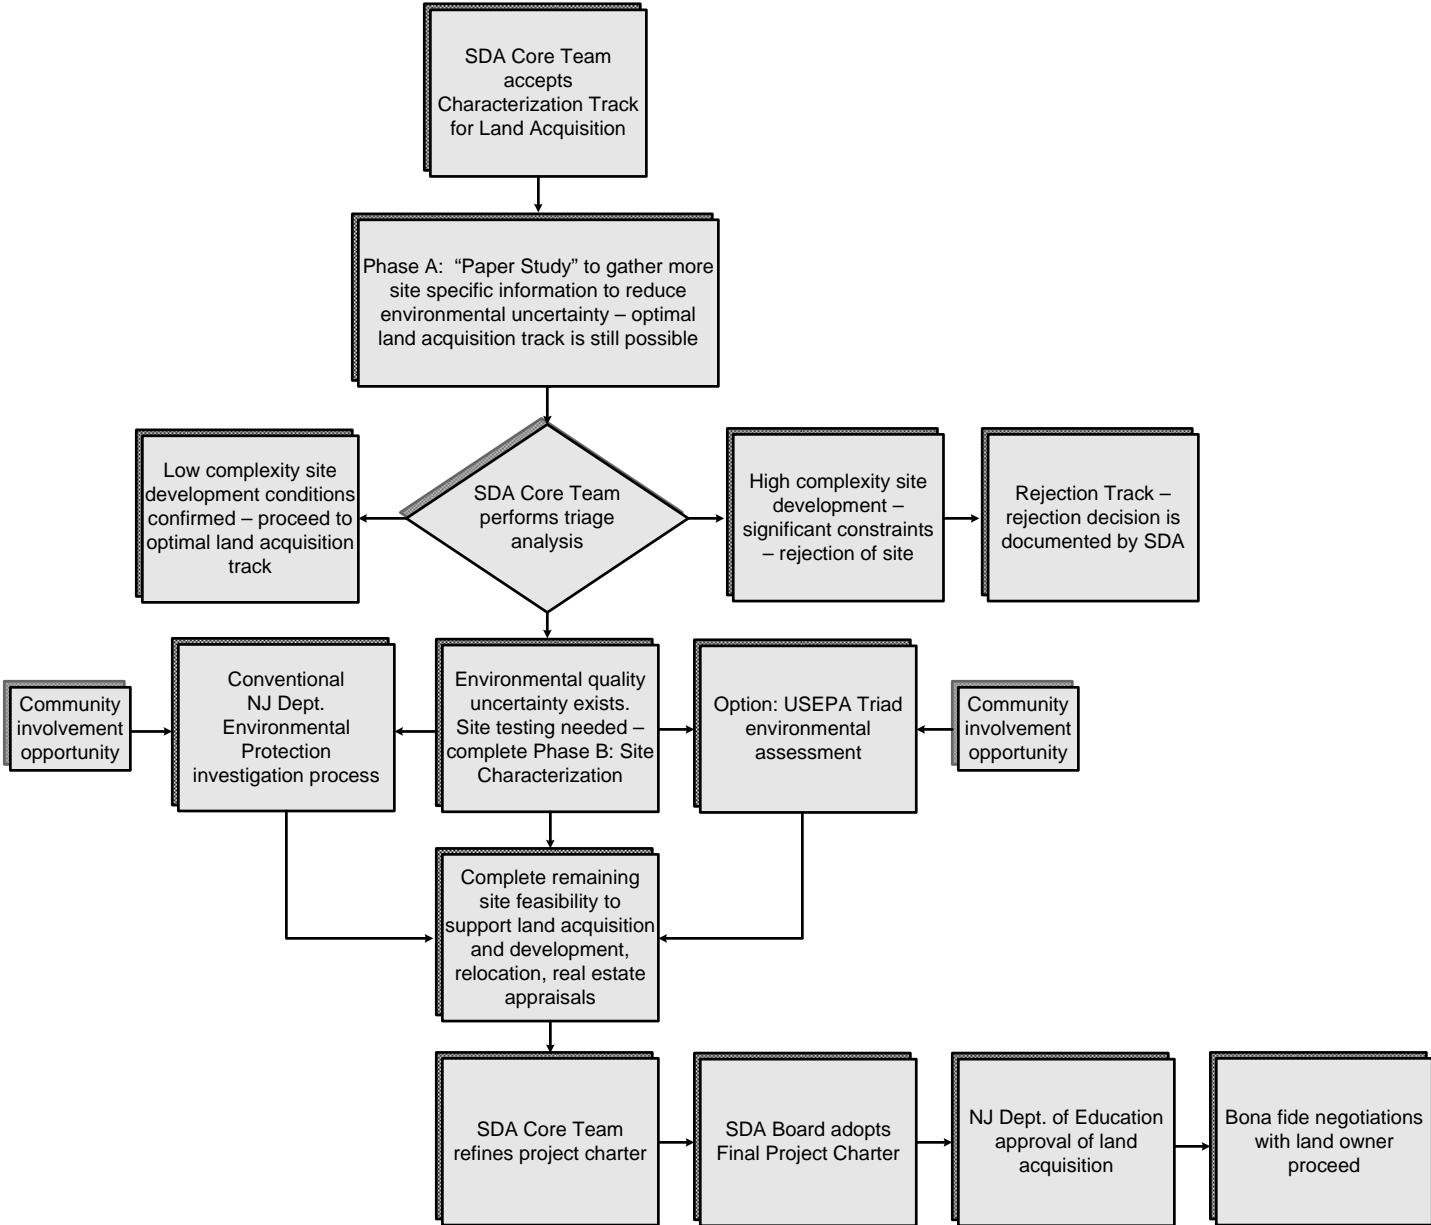 SDA Core Team
accepts
Characterization Track
for Land Acquisition
Phase A:  “Paper Study” to gather more
site specific information to reduce
environmental uncertainty – optimal
land acquisition track is still possible
Low complexity site
development conditions
confirmed – proceed to
optimal land acquisition
track
SDA Core Team
performs triage
analysis
High complexity site
development –
significant constraints
– rejection of site
Rejection Track –
rejection decision is
documented by SDA
Community
involvement
opportunity
Conventional
NJ Dept.
Environmental
Protection
investigation process
Environmental quality
uncertainty exists.
Site testing needed –
complete Phase B: Site
Characterization
Option: USEPA Triad
environmental
assessment
Community
involvement
opportunity
Complete remaining
site feasibility to
support land acquisition
and development,
relocation, real estate
appraisals
SDA Core Team
refines project charter
SDA Board adopts
Final Project Charter
NJ Dept. of Education
approval of land
acquisition
Bona fide negotiations
with land owner
proceed